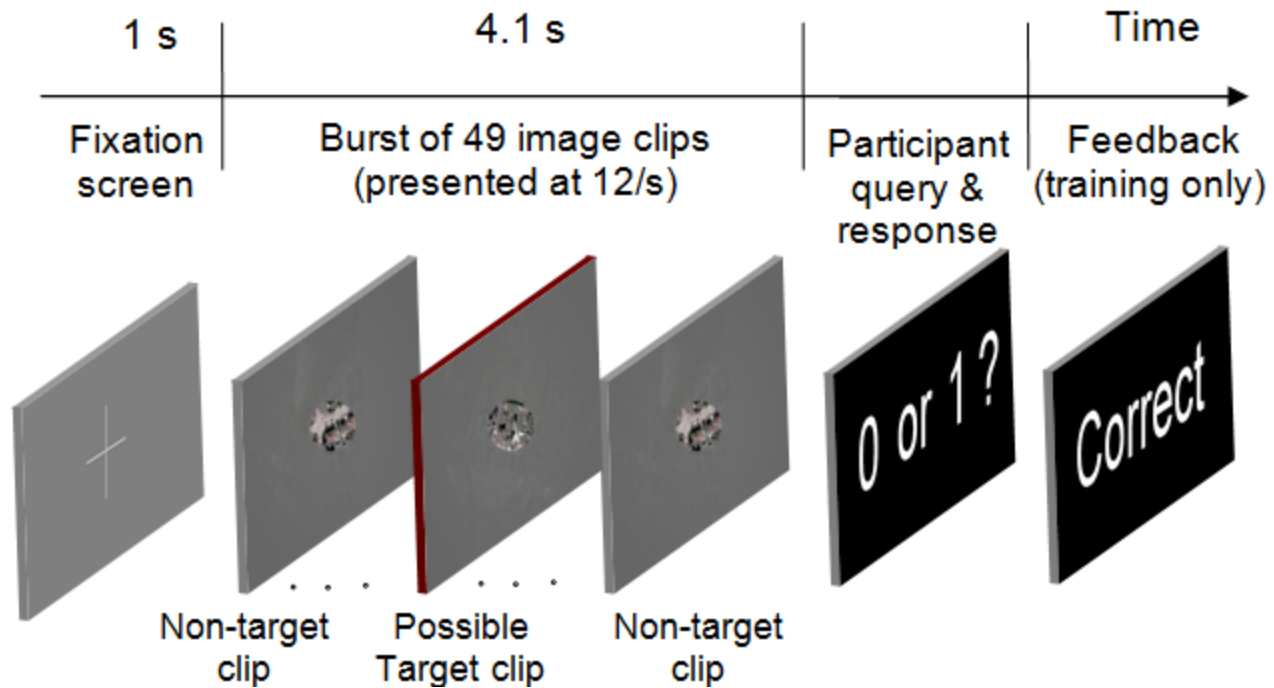 1 s
4.1 s
Time
Fixation
screen
Burst of 49 image clips
(presented at 12/s)
Participant
query &
response
Feedback
(training only)
0 or 1 ?
Correct
Non-target
clip
Possible
Target clip
Non-target
clip